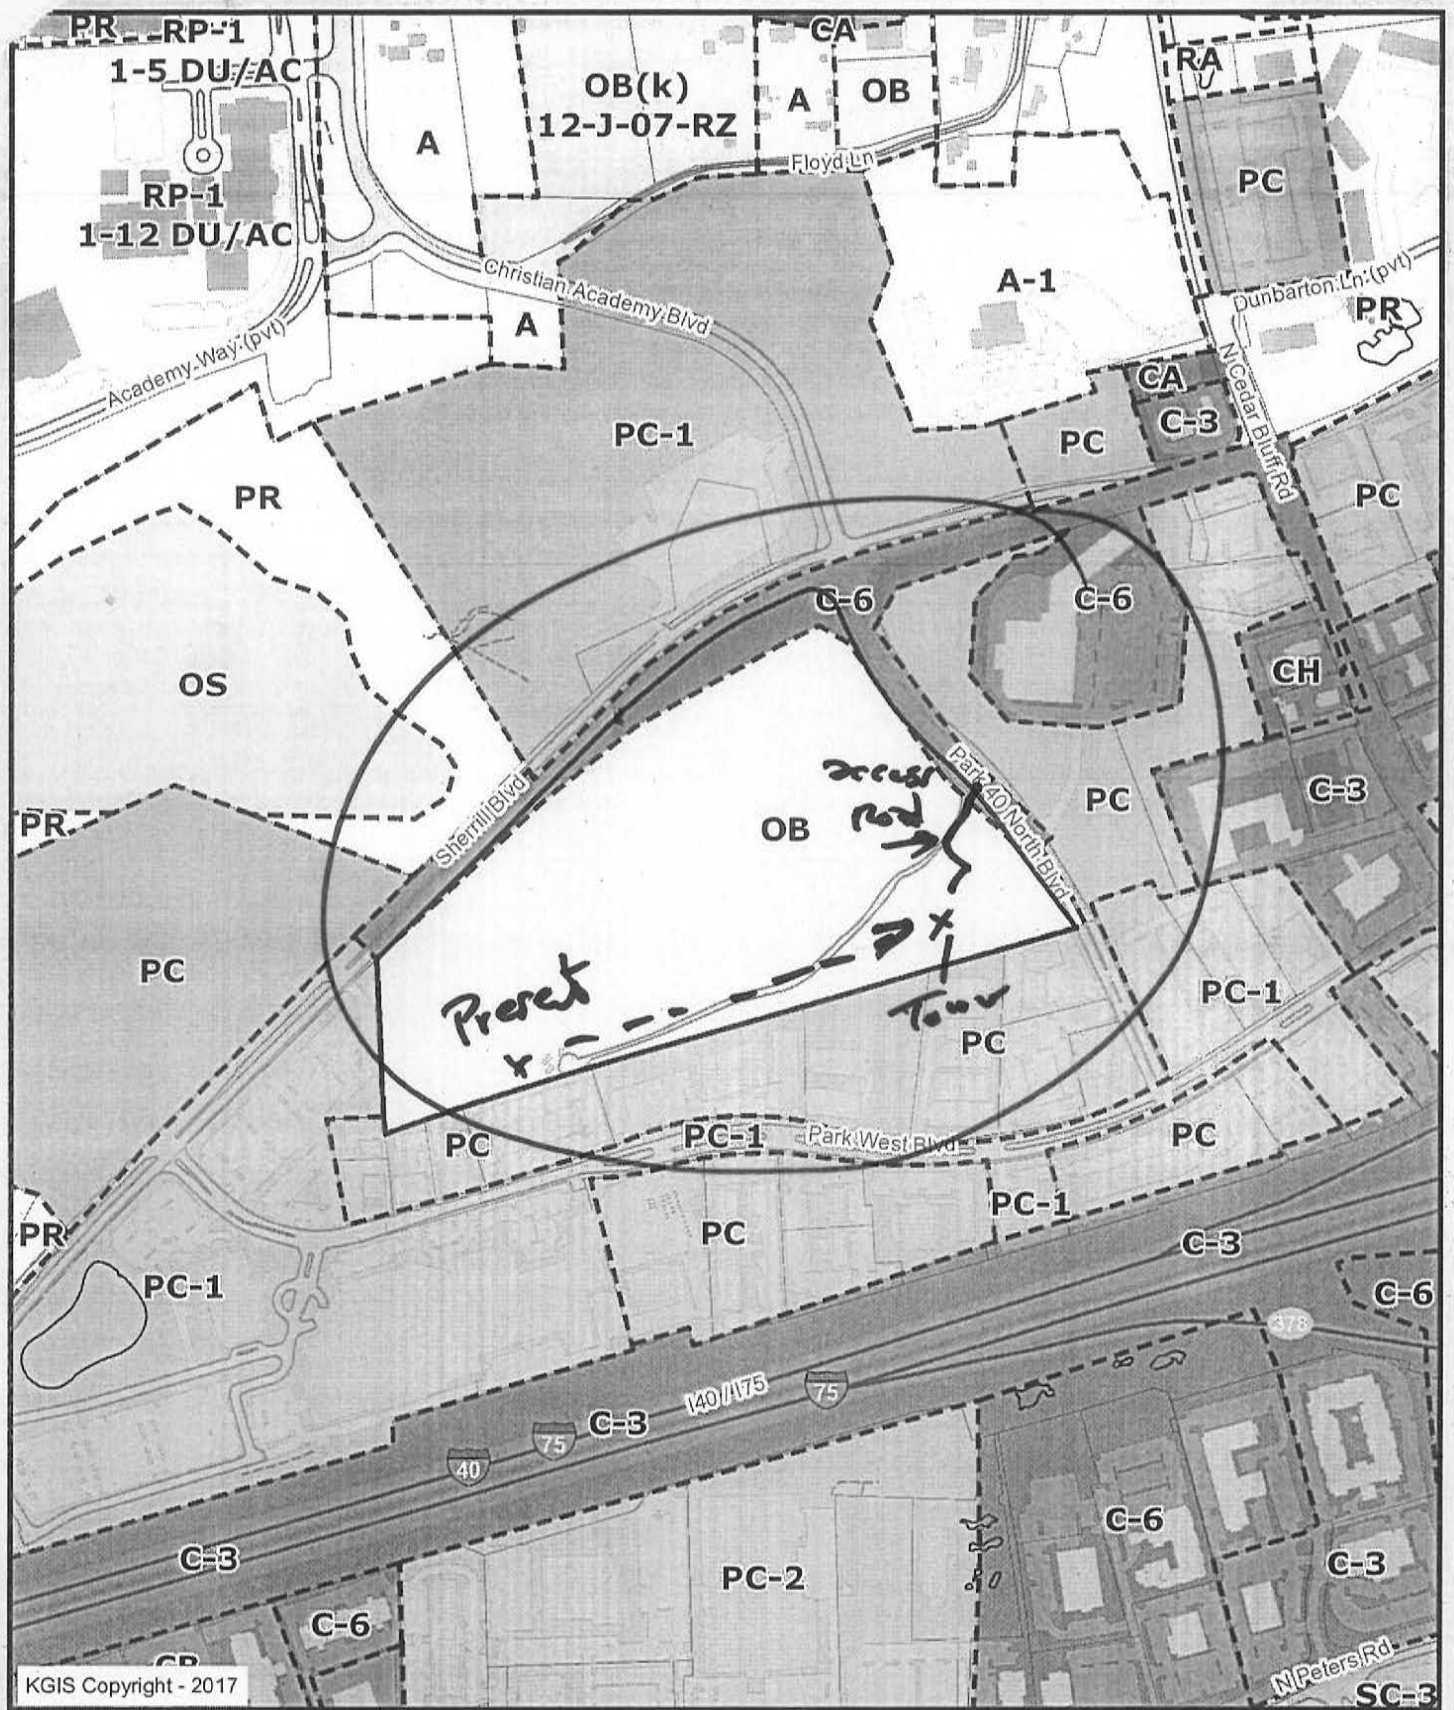 PR
RP-1
1-5 DU/AC
CA
RA
OB(k)
12-J-07-RZ
A
OB
A
Floyd Ln
PC
RP-1
1-12 DU/AC
Christian Academy Blvd
A-1
Dunbarton Ln (pvt)
PR
A
Academy Way (pvt)
N Cedar Bluff Rd
CA
C-3
PC-1
PC
PR
PC
C-6
C-6
OS
CH
Sherrill Blvd
access
Road
OB
Park 40 North Blvd
PC
C-3
PR
PC
Present
x
x
Tower
PC
PC-1
PC
PC-1
Park West Blvd
PC
PR
PC
PC-1
C-3
PC-1
C-6
378
I40 / I75
75
C-3
75
40
C-6
C-3
C-3
PC-2
C-6
N Peters Rd
SC-3
KGIS Copyright - 2017